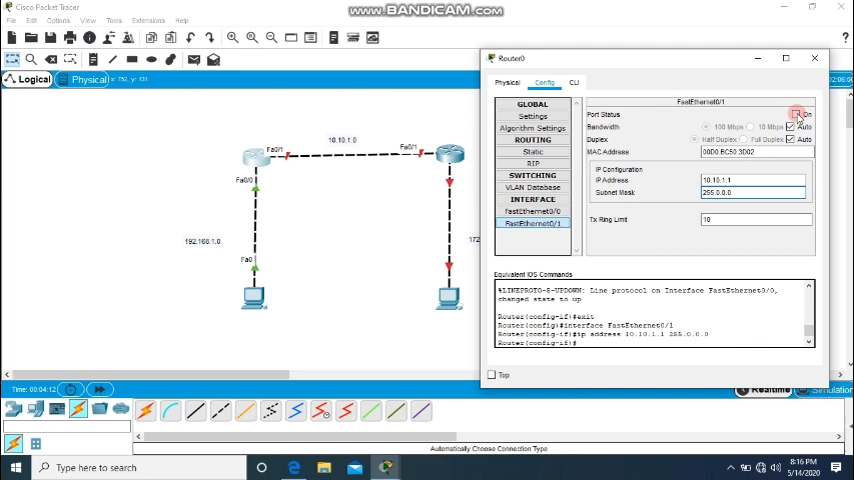 Cisco Packet Tracer
www.BANDICAM.com
File Edit Options View Tools Extensions Help
Logical
Physical x: 752, y: 131
02:06:00
10.10.1.0
Fa0/1
Fa0/1
Fa0/0
192.168.1.0
Fa0
172
Router0
Physical Config CLI
GLOBAL
Settings
Algorithm Settings
ROUTING
Static
RIP
SWITCHING
VLAN Database
INTERFACE
FastEthernet0/0
FastEthernet0/1
FastEthernet0/1
Port Status On
Bandwidth 100 Mbps 10 Mbps Auto
Duplex Half Duplex Full Duplex Auto
MAC Address 00D0.BC50.3D02
IP Configuration
IP Address 10.10.1.1
Subnet Mask 255.0.0.0
Tx Ring Limit 10
Equivalent IOS Commands
%LINEPROTO-5-UPDOWN: Line protocol on Interface FastEthernet0/0,
changed state to up
Router(config-if)#exit
Router(config)#interface FastEthernet0/1
Router(config-if)#ip address 10.10.1.1 255.0.0.0
Router(config-if)#
Top
Time: 00:04:12
Realtime
Simulation
Automatically Choose Connection Type
Type here to search
8:16 PM
5/14/2020